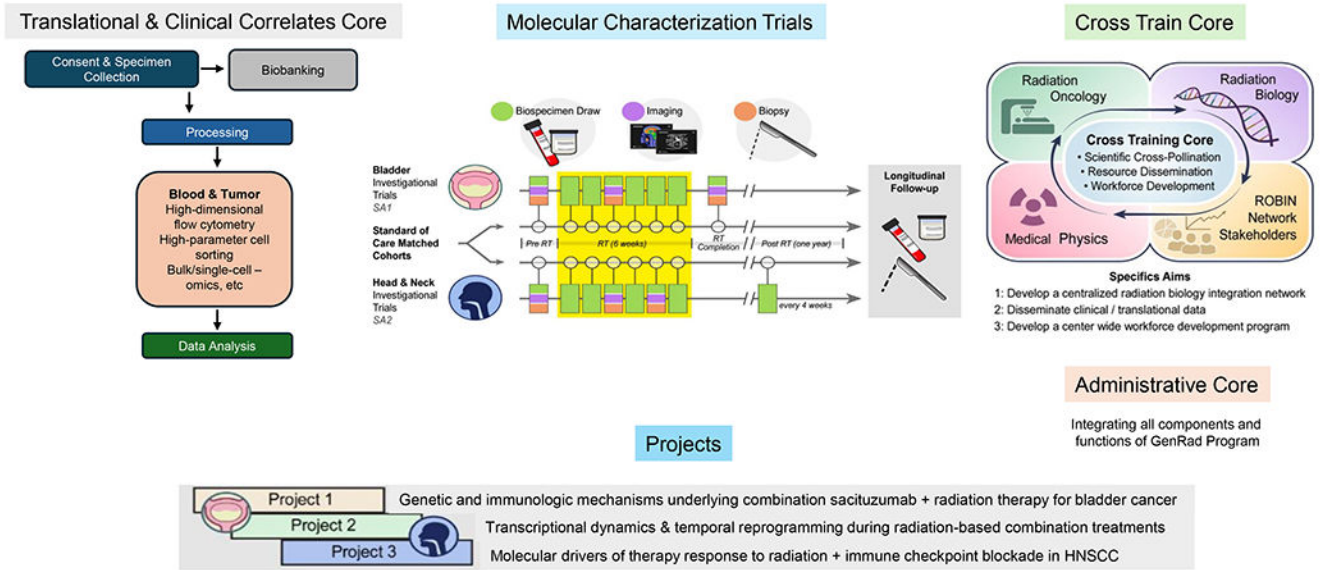 Translational & Clinical Correlates Core
Consent & Specimen
Collection
Biobanking
Processing
Blood & Tumor
High-dimensional
flow cytometry
High-parameter cell
sorting
Bulk/single-cell –
omics, etc
Data Analysis
Molecular Characterization Trials
Biospecimen Draw
Imaging
Biopsy
Bladder
Investigational
Trials
SA1
Standard of
Care Matched
Cohorts
Head & Neck
Investigational
Trials
SA2
Pre RT
RT (6 weeks)
RT
Completion
Post RT (one year)
every 4 weeks
Longitudinal
Follow-up
Cross Train Core
Radiation
Oncology
Radiation
Biology
Cross Training Core
• Scientific Cross-Pollination
• Resource Dissemination
• Workforce Development
Medical Physics
ROBIN
Network
Stakeholders
Specifics Aims
1: Develop a centralized radiation biology integration network
2: Disseminate clinical / translational data
3: Develop a center wide workforce development program
Administrative Core
Integrating all components and
functions of GenRad Program
Projects
Project 1
Genetic and immunologic mechanisms underlying combination sacituzumab + radiation therapy for bladder cancer
Project 2
Transcriptional dynamics & temporal reprogramming during radiation-based combination treatments
Project 3
Molecular drivers of therapy response to radiation + immune checkpoint blockade in HNSCC